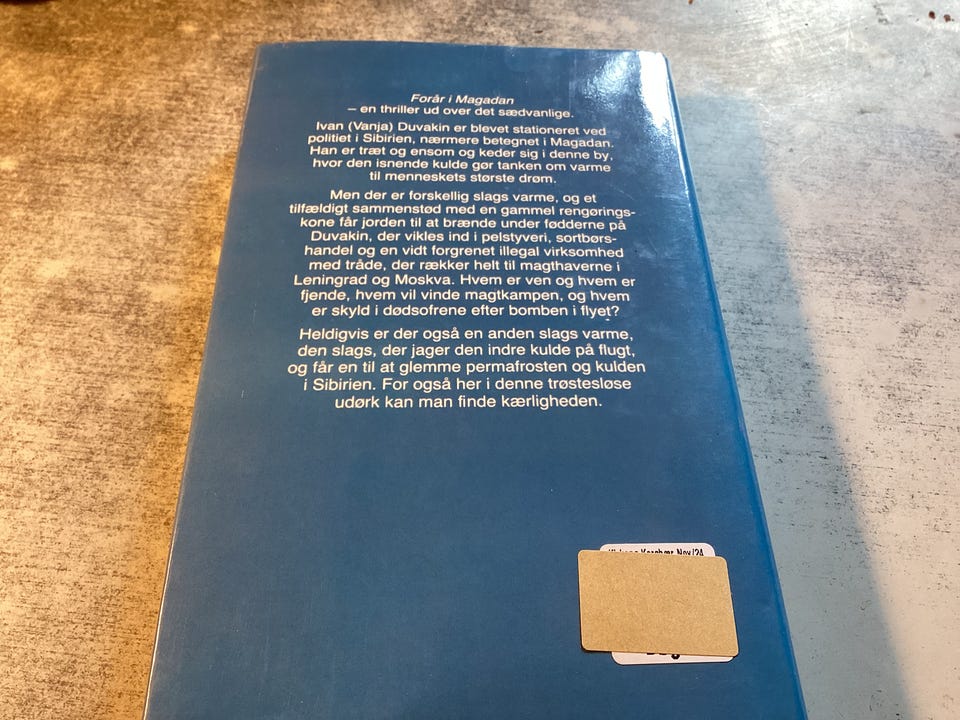 Forår i Magadan
– en thriller ud over det sædvanlige.
Ivan (Vanja) Duvakin er blevet stationeret ved
politiet i Sibirien, nærmere betegnet i Magadan.
Han er træt og ensom og keder sig i denne by,
hvor den isnende kulde gør tanken om varme
til menneskets største drøm.
Men der er forskellig slags varme, og et
tilfældigt sammenstød med en gammel rengørings-
kone får jorden til at brænde under fødderne på
Duvakin, der vikles ind i pelstyveri, sortbørs-
handel og en vidt forgrenet illegal virksomhed
med tråde, der rækker helt til magthaverne i
Leningrad og Moskva. Hvem er ven og hvem er
fjende, hvem vil vinde magtkampen, og hvem
er skyld i dødsofrene efter bomben i flyet?
Heldigvis er der også en anden slags varme,
den slags, der jager den indre kulde på flugt,
og får en til at glemme permafrosten og kulden
i Sibirien. For også her i denne trøstesløse
udørk kan man finde kærligheden.
Nov/24